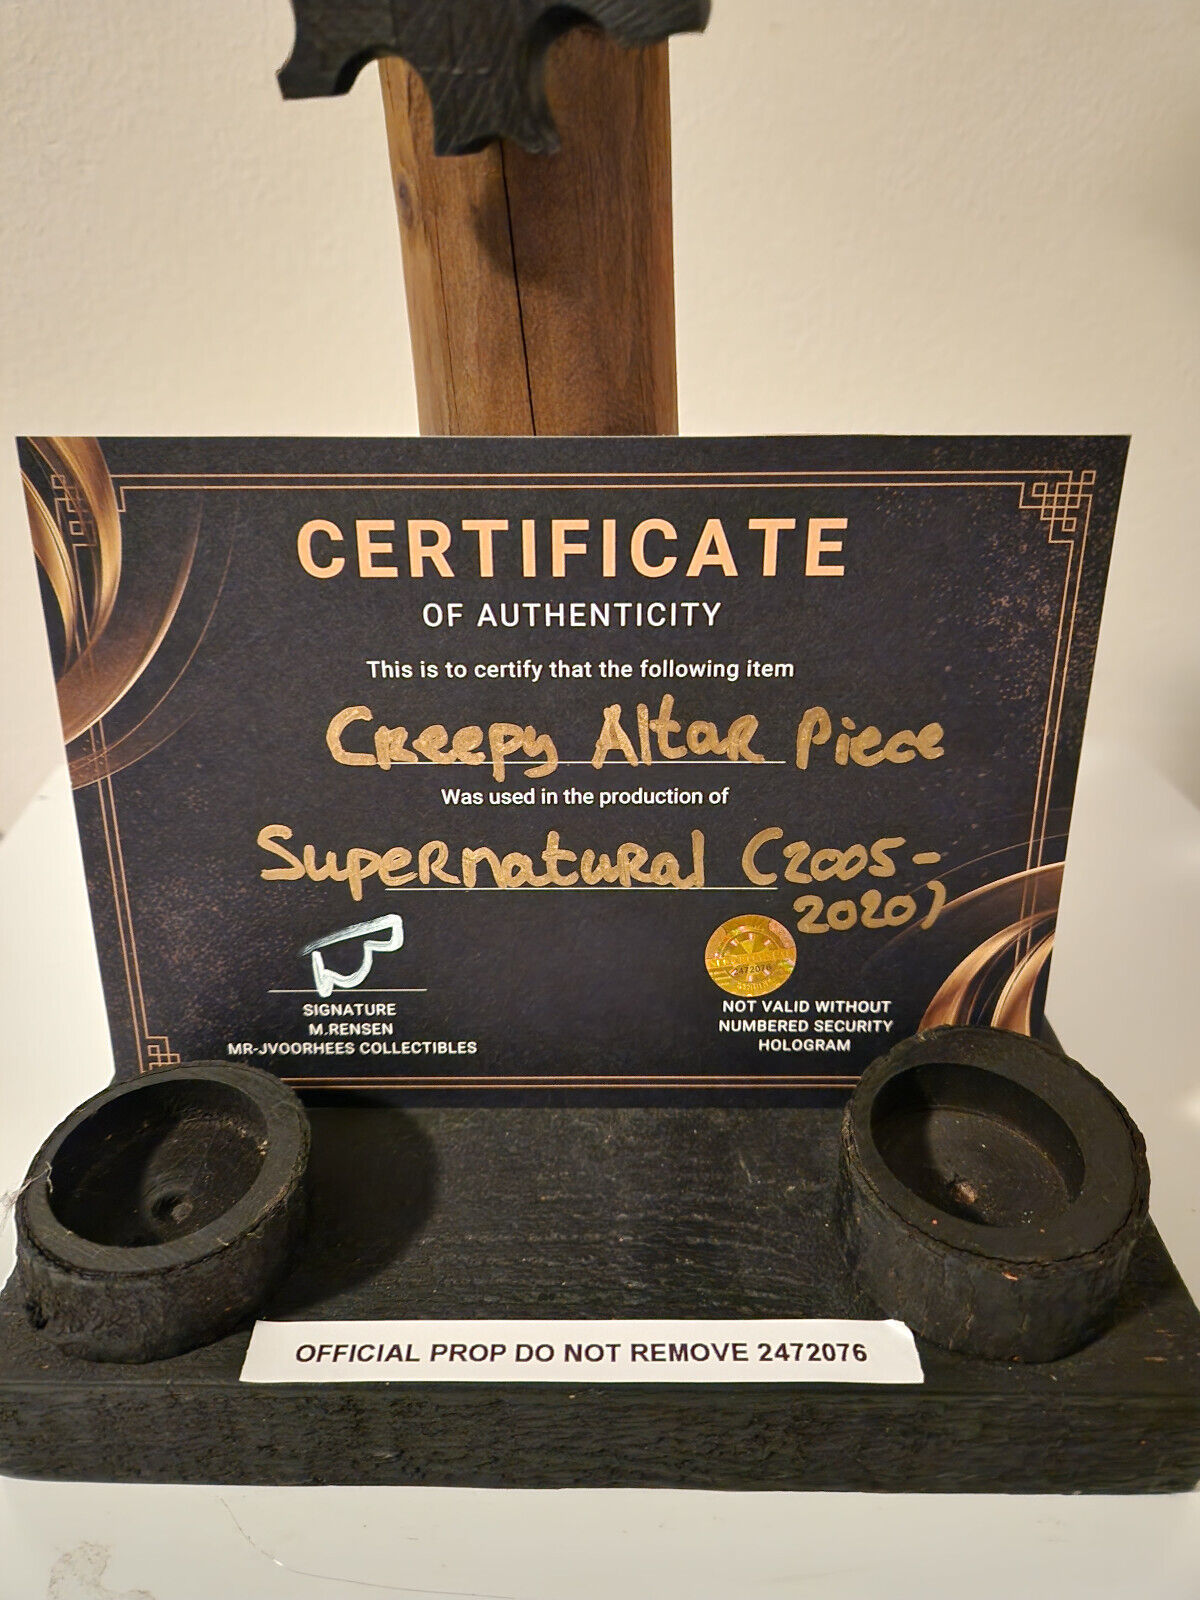 CERTIFICATE
OF AUTHENTICITY
This is to certify that the following item
Creepy Altar Piece
Was used in the production of
Supernatural (2005-
2020)
2472076
SIGNATURE
M.RENSEN
MR-JVOORHEES COLLECTIBLES
NOT VALID WITHOUT
NUMBERED SECURITY
HOLOGRAM
OFFICIAL PROP DO NOT REMOVE 2472076